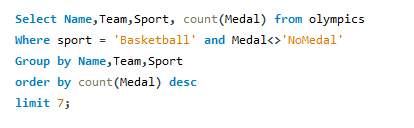 Select Name,Team,Sport, count(Medal) from olympics
Where sport = 'Basketball' and Medal<>'NoMedal'
Group by Name,Team,Sport
order by count(Medal) desc
limit 7;